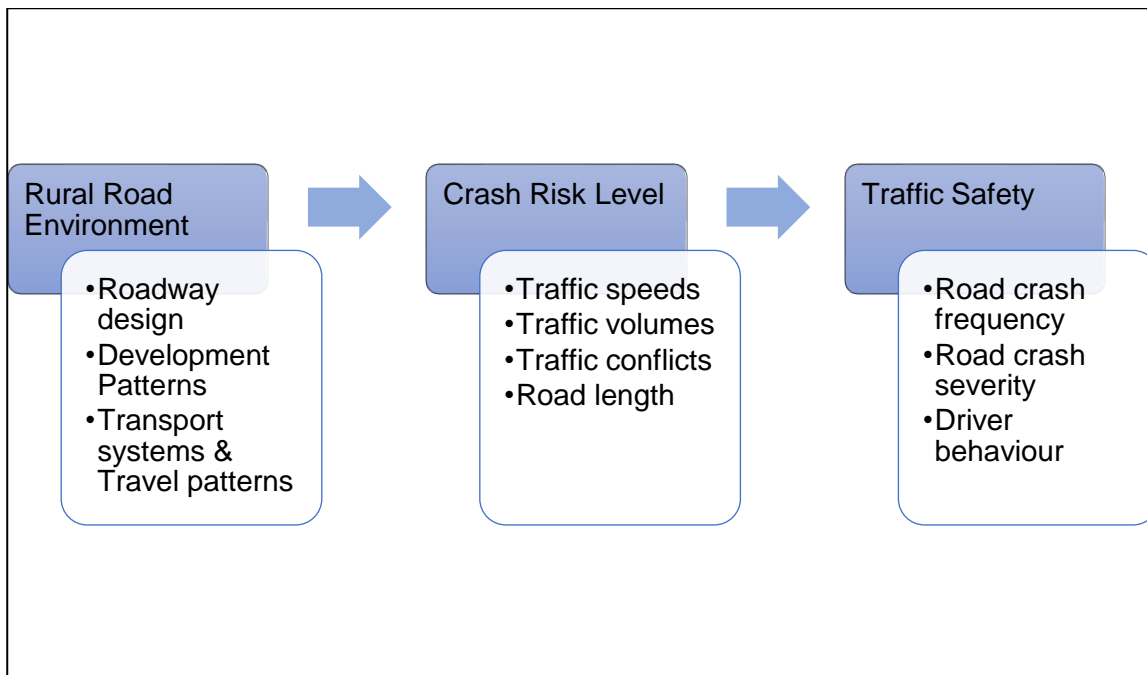 Rural Road
Environment
•Roadway
design
•Development
Patterns
•Transport
systems &
Travel patterns
Crash Risk Level
•Traffic speeds
•Traffic volumes
•Traffic conflicts
•Road length
Traffic Safety
•Road crash
frequency
•Road crash
severity
•Driver
behaviour